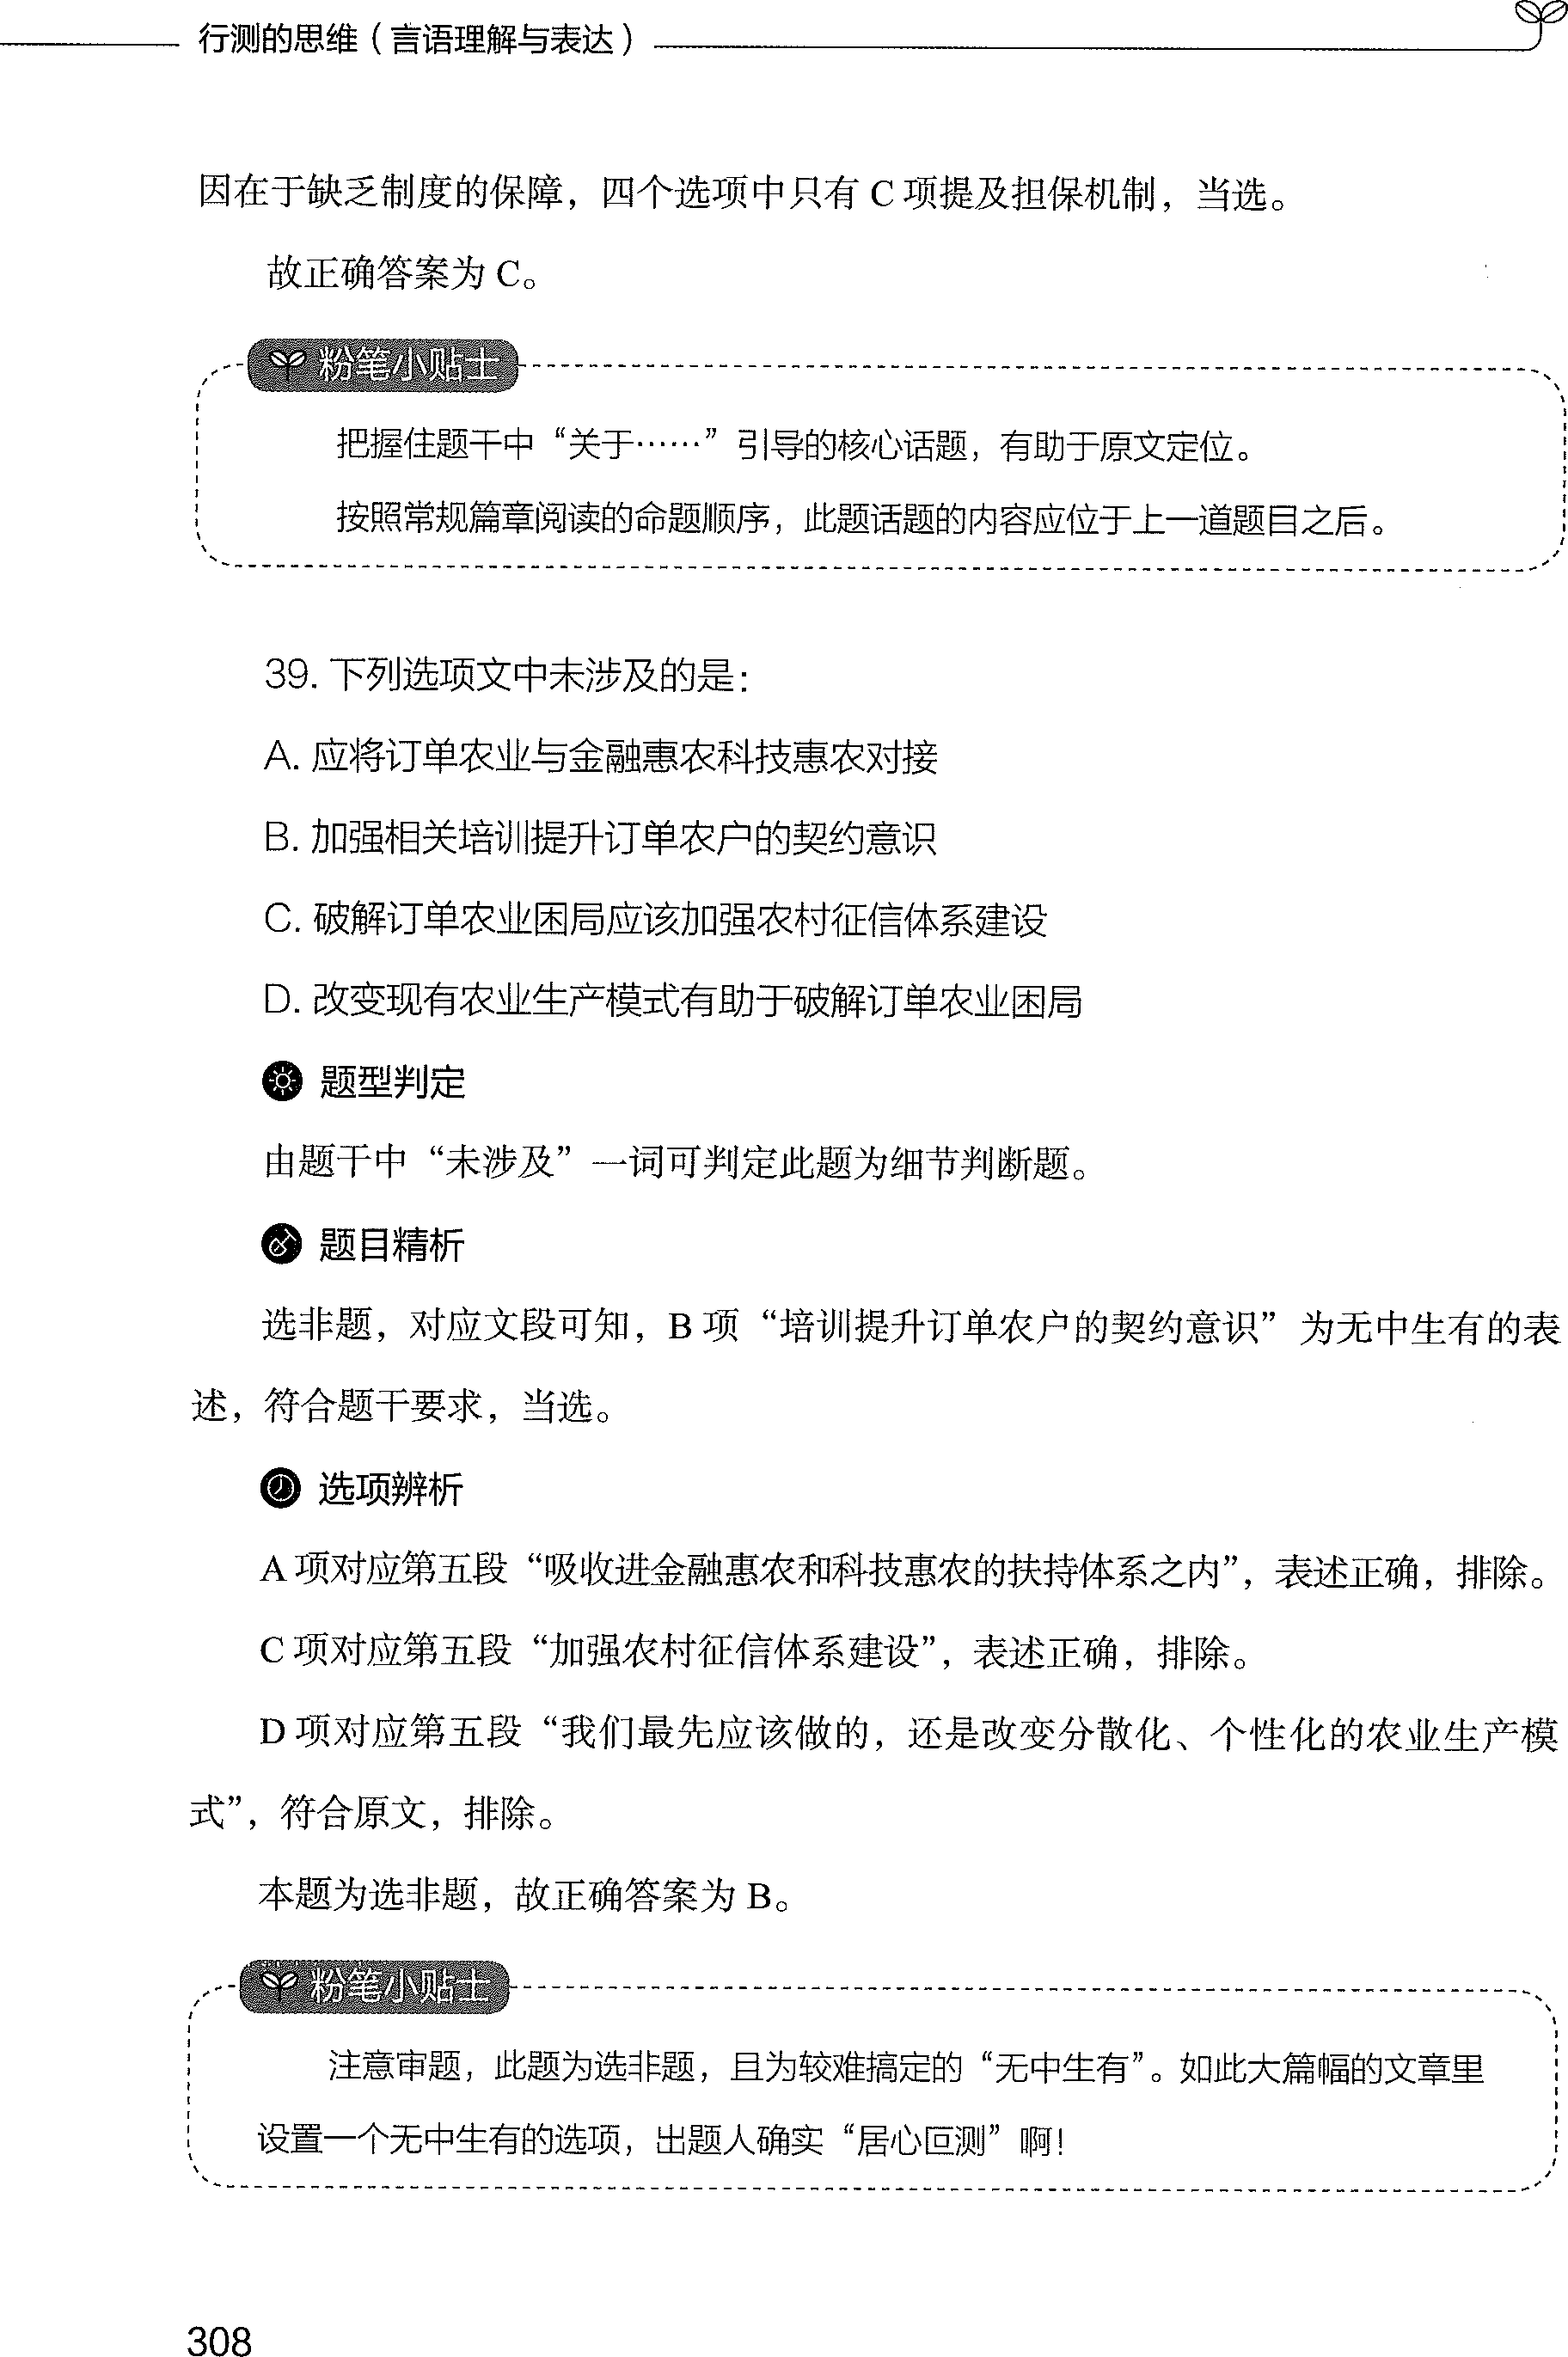 行测的思维（言语理解与表达）
因在于缺乏制度的保障，四个选项中只有 C 项提及担保机制，当选。
故正确答案为 C。
粉笔小贴士
把握住题干中“关于……”引导的核心话题，有助于原文定位。
按照常规篇章阅读的命题顺序，此题话题的内容应位于上一道题目之后。
39. 下列选项文中未涉及的是：
A. 应将订单农业与金融惠农科技惠农对接
B. 加强相关培训提升订单农户的契约意识
C. 破解订单农业困局应该加强农村征信体系建设
D. 改变现有农业生产模式有助于破解订单农业困局
题型判定
由题干中“未涉及”一词可判定此题为细节判断题。
题目精析
选非题，对应文段可知，B 项“培训提升订单农户的契约意识”为无中生有的表
述，符合题干要求，当选。
选项辨析
A 项对应第五段“吸收进金融惠农和科技惠农的扶持体系之内”，表述正确，排除。
C 项对应第五段“加强农村征信体系建设”，表述正确，排除。
D 项对应第五段“我们最先应该做的，还是改变分散化、个性化的农业生产模
式”，符合原文，排除。
本题为选非题，故正确答案为 B。
粉笔小贴士
注意审题，此题为选非题，且为较难搞定的“无中生有”。如此大篇幅的文章里
设置一个无中生有的选项，出题人确实“居心叵测”啊！
308